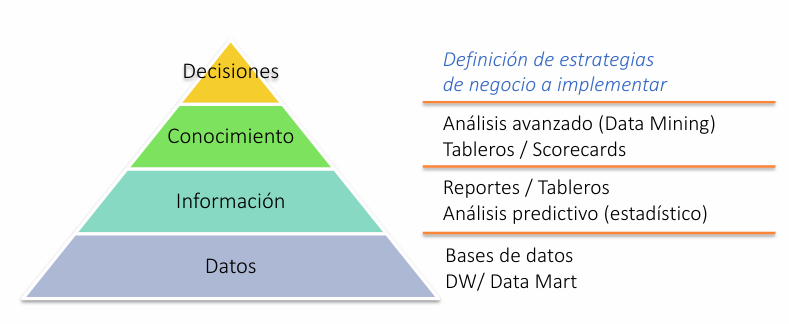 Decisiones
Definición de estrategias
de negocio a implementar
Conocimiento
Análisis avanzado (Data Mining)
Tableros / Scorecards
Información
Reportes / Tableros
Análisis predictivo (estadístico)
Datos
Bases de datos
DW/ Data Mart